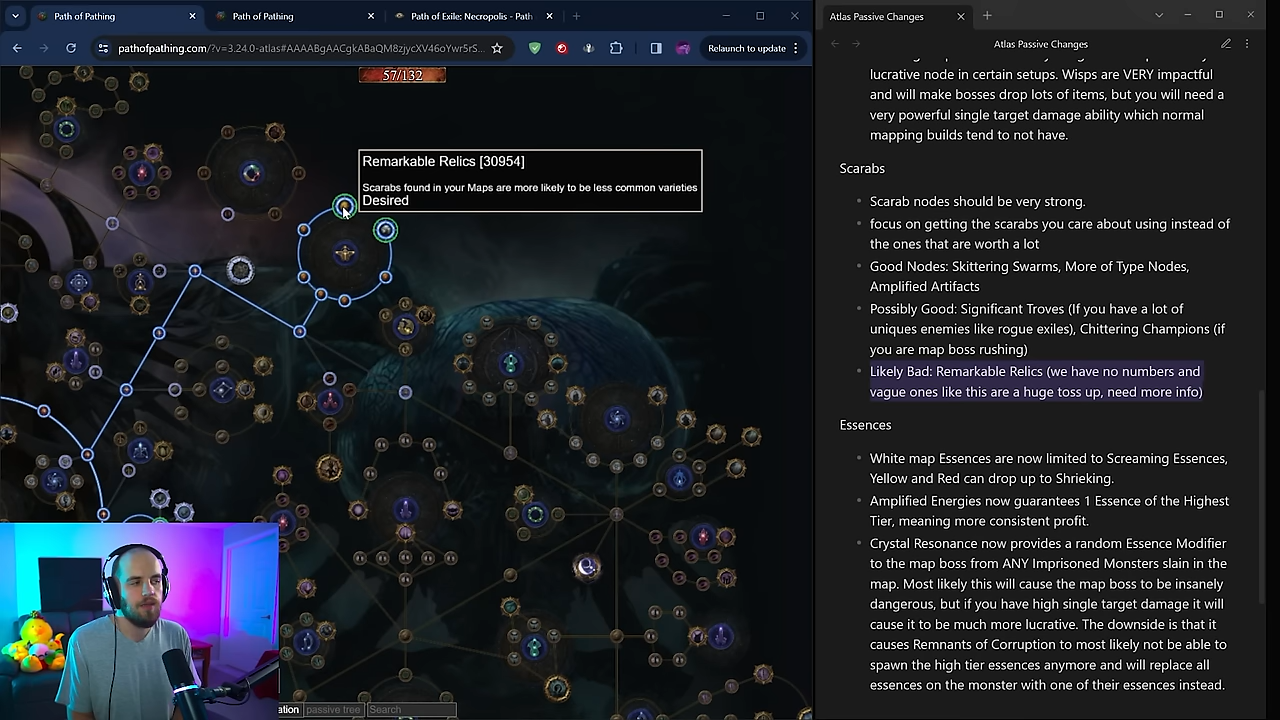 Path of Pathing
Path of Pathing
Path of Exile: Necropolis - Path
pathofpathing.com/?v=3.24.0-atlas#AAAABgAACgkABaQM8zjycXV46oYwr5rS...
Relaunch to update
57/132
Remarkable Relics [30954]
Scarabs found in your Maps are more likely to be less common varieties
Desired
ation
passive tree
Search
Atlas Passive Changes
Atlas Passive Changes
lucrative node in certain setups. Wisps are VERY impactful
and will make bosses drop lots of items, but you will need a
very powerful single target damage ability which normal
mapping builds tend to not have.
Scarabs
Scarab nodes should be very strong.
focus on getting the scarabs you care about using instead of
the ones that are worth a lot
Good Nodes: Skittering Swarms, More of Type Nodes,
Amplified Artifacts
Possibly Good: Significant Troves (If you have a lot of
uniques enemies like rogue exiles), Chittering Champions (if
you are map boss rushing)
Likely Bad: Remarkable Relics (we have no numbers and
vague ones like this are a huge toss up, need more info)
Essences
White map Essences are now limited to Screaming Essences,
Yellow and Red can drop up to Shrieking.
Amplified Energies now guarantees 1 Essence of the Highest
Tier, meaning more consistent profit.
Crystal Resonance now provides a random Essence Modifier
to the map boss from ANY Imprisoned Monsters slain in the
map. Most likely this will cause the map boss to be insanely
dangerous, but if you have high single target damage it will
cause it to be much more lucrative. The downside is that it
causes Remnants of Corruption to most likely not be able to
spawn the high tier essences anymore and will replace all
essences on the monster with one of their essences instead.